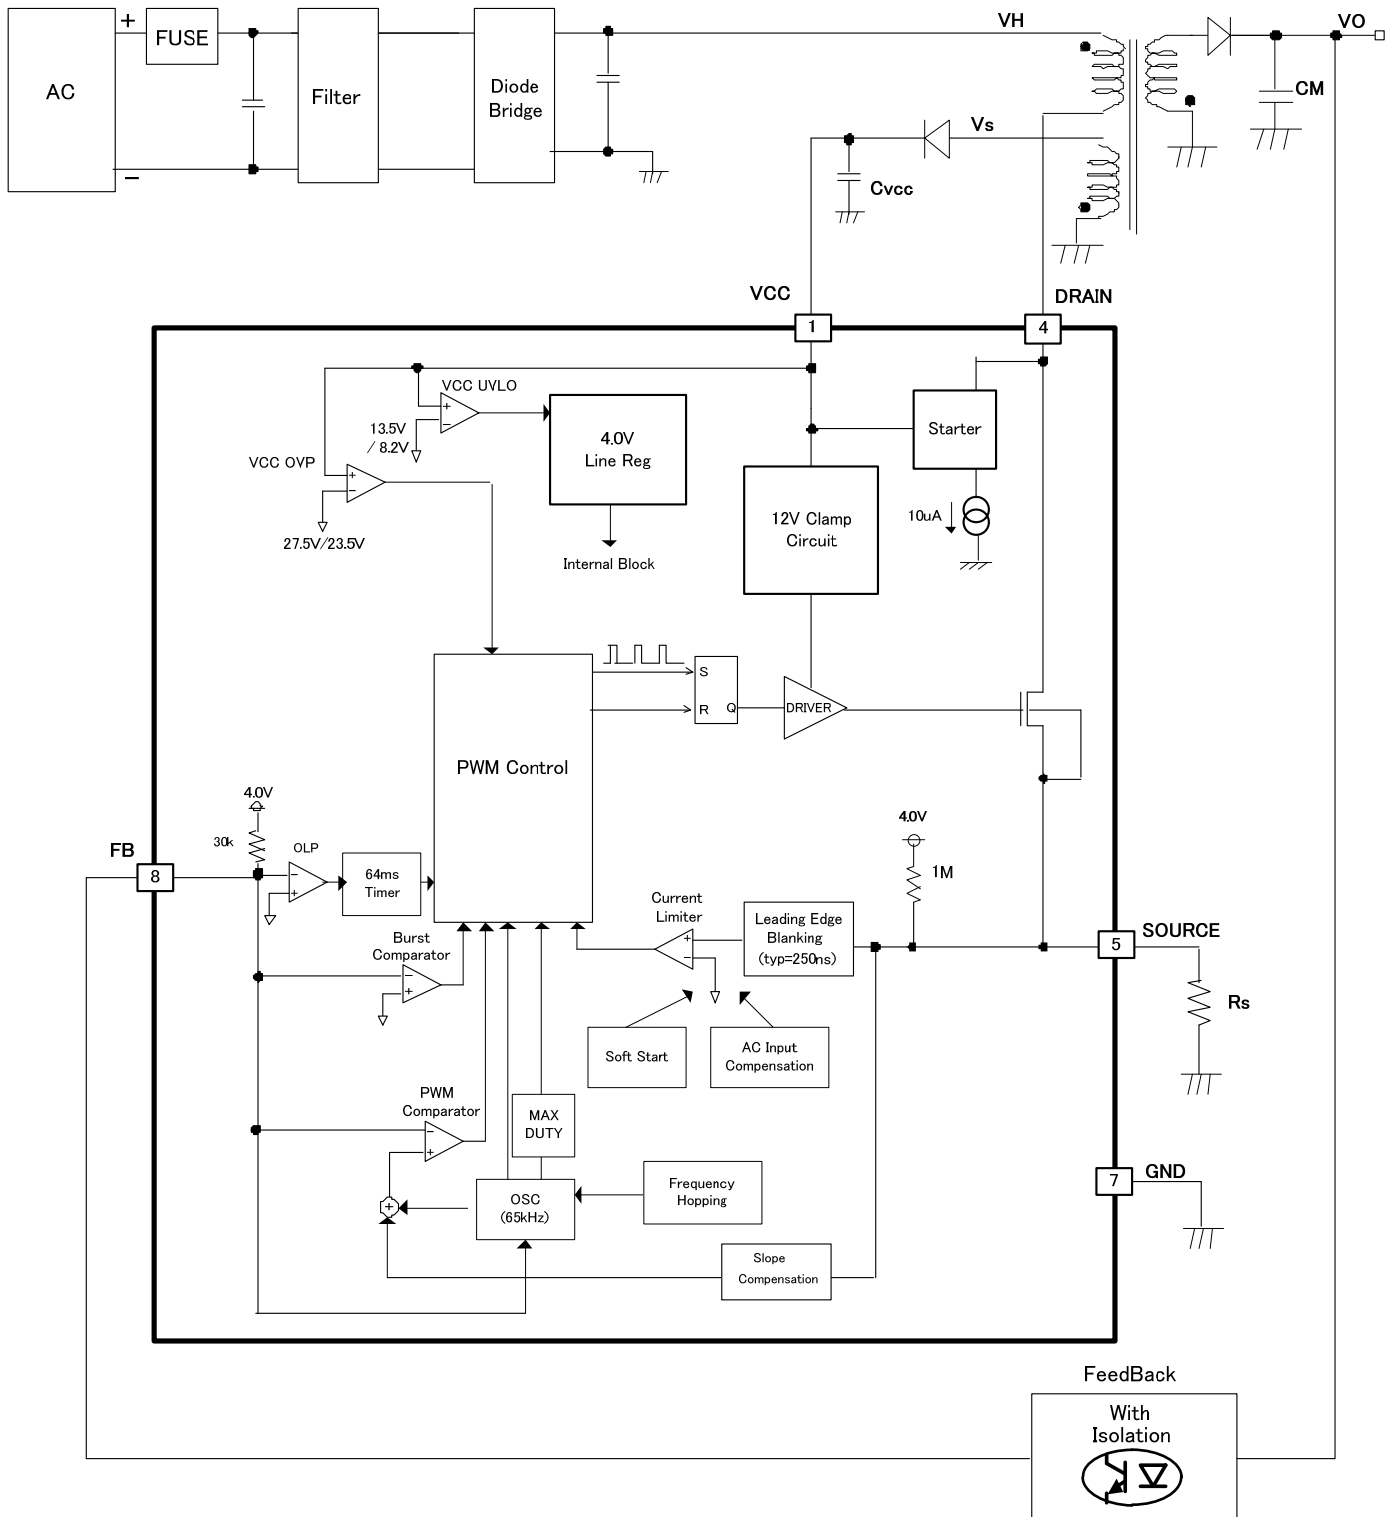 AC
+
−
FUSE
Filter
Diode
Bridge
VH
VO
CM
Vs
Cvcc
VCC
DRAIN
1
4
VCC UVLO
+
−
13.5V
/ 8.2V
4.0V
Line Reg
Internal Block
VCC OVP
+
−
27.5V/23.5V
Starter
10uA
12V Clamp
Circuit
PWM Control
S
R
Q
DRIVER
4.0V
30k
FB
8
OLP
−
+
64ms
Timer
4.0V
1M
Current
Limiter
+
−
Leading Edge
Blanking
(typ=250ns)
5
SOURCE
Rs
Burst
Comparator
−
+
Soft Start
AC Input
Compensation
PWM
Comparator
−
+
MAX
DUTY
+
OSC
(65kHz)
Frequency
Hopping
7
GND
Slope
Compensation
FeedBack
With
Isolation